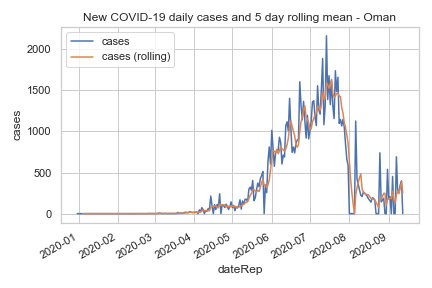 New COVID-19 daily cases and 5 day rolling mean - Oman
cases
cases (rolling)
2000
1500
1000
500
0
cases
2020-01
2020-02
2020-03
2020-04
2020-05
2020-06
2020-07
2020-08
2020-09
dateRep